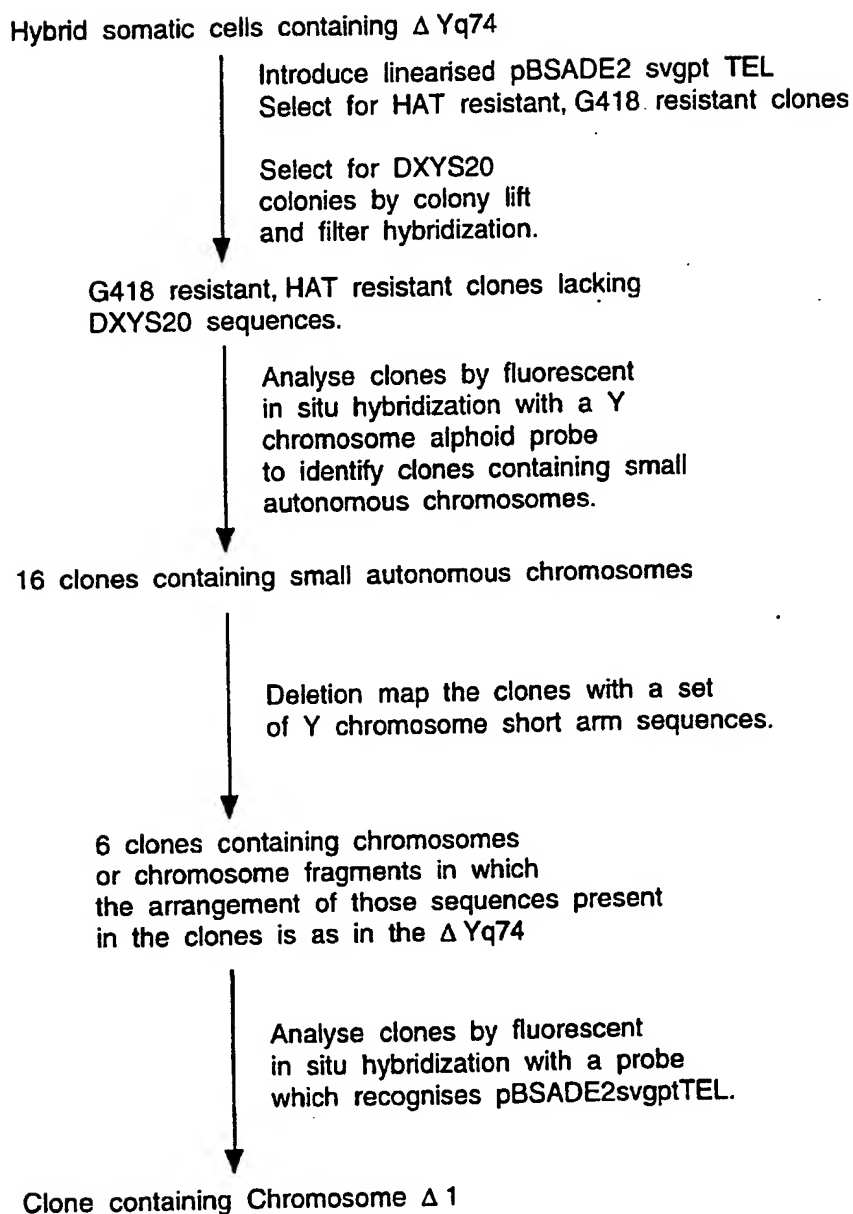 Hybrid somatic cells containing Δ Yq74
Introduce linearised pBSADE2 svgpt TEL
Select for HAT resistant, G418 resistant clones
Select for DXYS20
colonies by colony lift
and filter hybridization.
G418 resistant, HAT resistant clones lacking
DXYS20 sequences.
Analyse clones by fluorescent
in situ hybridization with a Y
chromosome alphoid probe
to identify clones containing small
autonomous chromosomes.
16 clones containing small autonomous chromosomes
Deletion map the clones with a set
of Y chromosome short arm sequences.
6 clones containing chromosomes
or chromosome fragments in which
the arrangement of those sequences present
in the clones is as in the Δ Yq74
Analyse clones by fluorescent
in situ hybridization with a probe
which recognises pBSADE2svgptTEL.
Clone containing Chromosome Δ 1